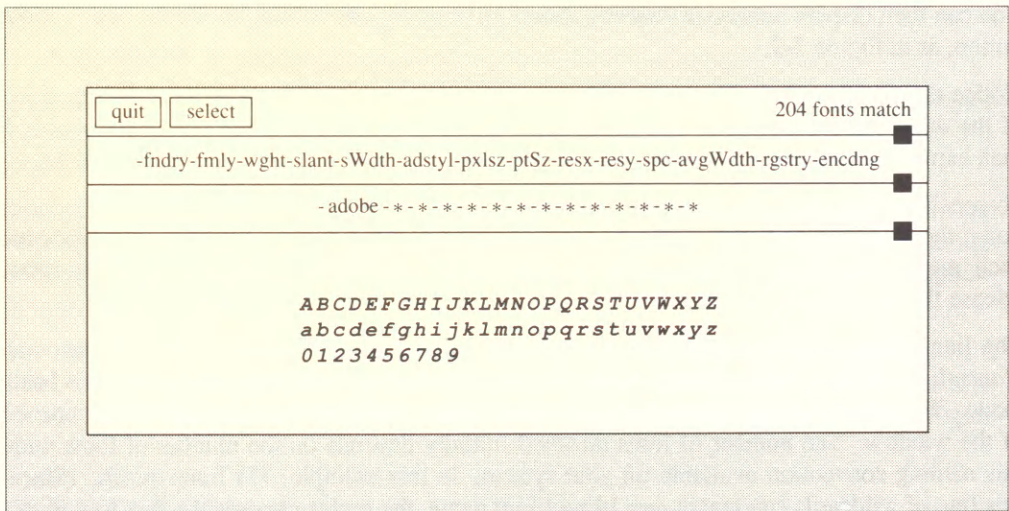 quit select 204 fonts match
-fndry-fmly-wght-slant-sWdth-adstyl-pxlsz-ptSz-resx-resy-spc-avgWdth-rgstry-encdng
- adobe - * - * - * - * - * - * - * - * - * - * - * - * - *
ABCDEFGHIJKLMNOPQRSTUVWXYZ
abcdefghijklmnopqrstuvwxyz
0123456789